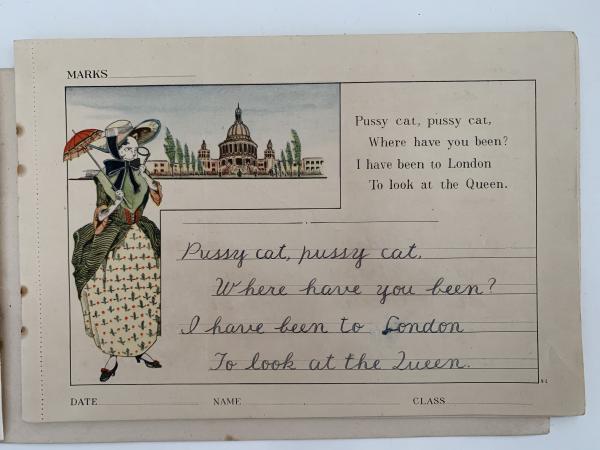 MARKS
Pussy cat, pussy cat,
Where have you been?
I have been to London
To look at the Queen.
Pussy cat, pussy cat,
Where have you been?
I have been to London
To look at the Queen.
DATE NAME CLASS